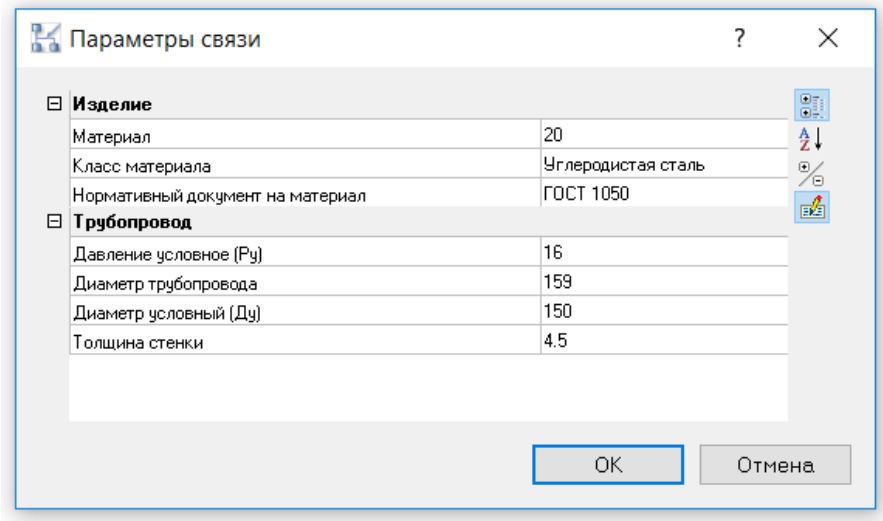 Параметры связи
Изделие
Материал 20
Класс материала Углеродистая сталь
Нормативный документ на материал ГОСТ 1050
Трубопровод
Давление условное (Ру) 16
Диаметр трубопровода 159
Диаметр условный (Ду) 150
Толщина стенки 4.5
OK Отмена